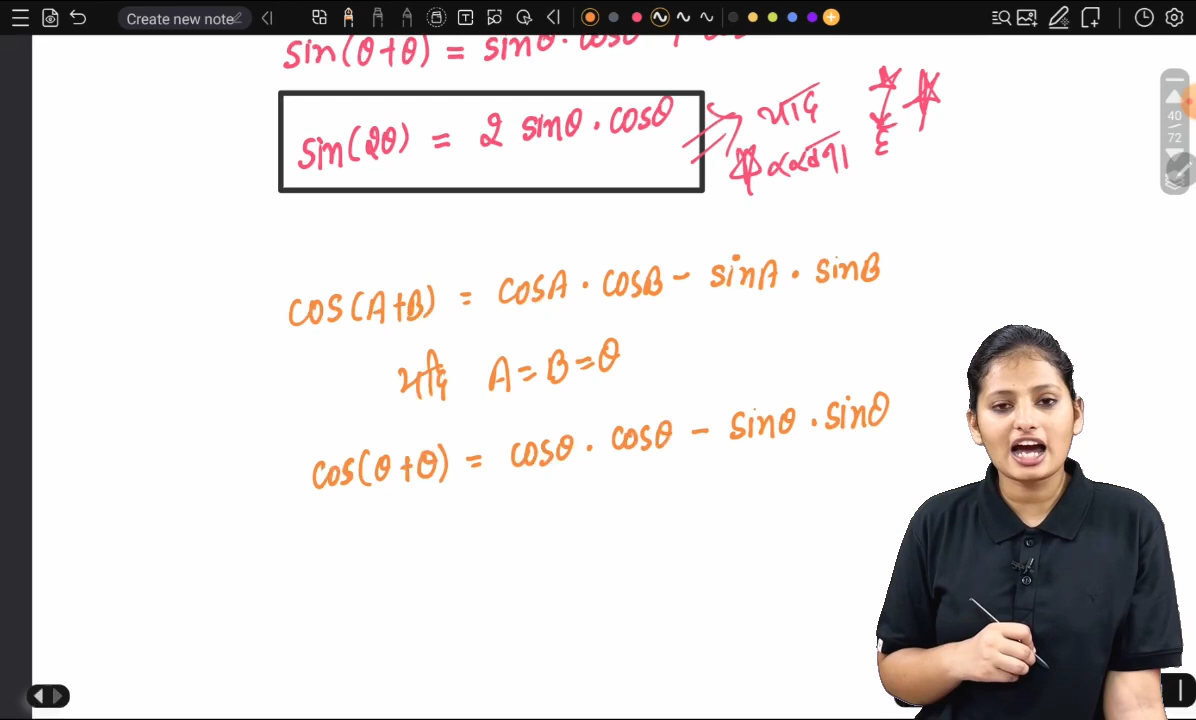 Create new note
sin(θ+θ) = sinθ. cosθ +
sin(2θ) = 2 sinθ . cosθ
याद
cos(A+B) = cosA . cosB - sinA . sinB
यदि A = B = θ
cos(θ+θ) = cosθ . cosθ - sinθ . sinθ
40
72